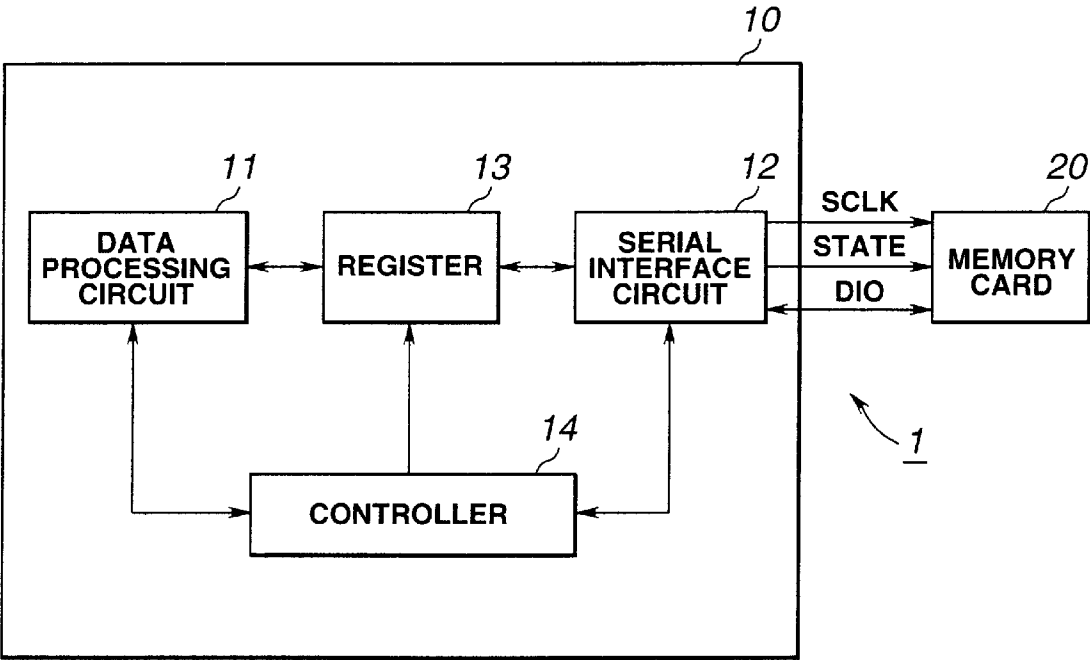 10
11
13
12
20
DATA
PROCESSING
CIRCUIT
REGISTER
SERIAL
INTERFACE
CIRCUIT
SCLK
STATE
DIO
MEMORY
CARD
14
CONTROLLER
1